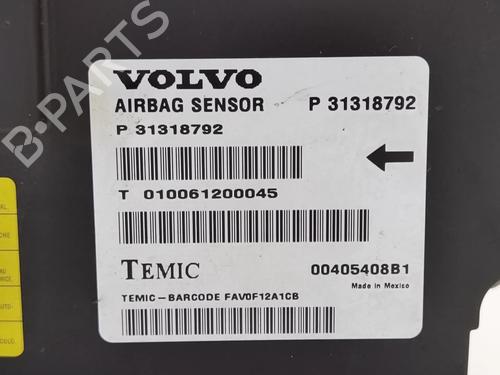 VOLVO
AIRBAG SENSOR P 31318792
P 31318792
T 010061200045
TEMIC 00405408B1
Made in Mexico
TEMIC-BARCODE FAV0F12A1CB
B-PARTS